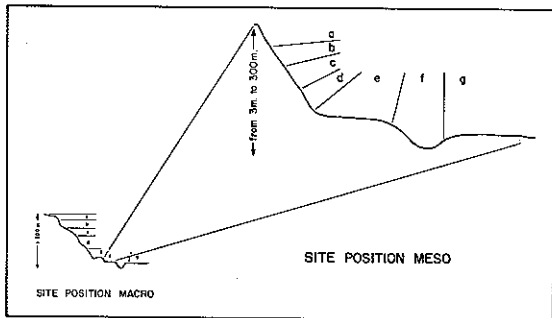 a
b
c
d
e
f
g
from 3m. to 300m.
SITE POSITION MESO
SITE POSITION MACRO